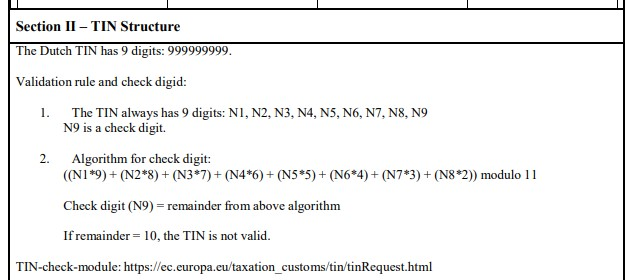 Section II – TIN Structure
The Dutch TIN has 9 digits: 999999999.
Validation rule and check digid:
1. The TIN always has 9 digits: N1, N2, N3, N4, N5, N6, N7, N8, N9
N9 is a check digit.
2. Algorithm for check digit:
((N1*9) + (N2*8) + (N3*7) + (N4*6) + (N5*5) + (N6*4) + (N7*3) + (N8*2)) modulo 11
Check digit (N9) = remainder from above algorithm
If remainder = 10, the TIN is not valid.
TIN-check-module: https://ec.europa.eu/taxation_customs/tin/tinRequest.html